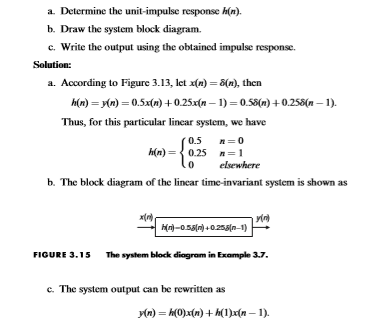 a. Determine the unit-impulse response h(n).
b. Draw the system block diagram.
c. Write the output using the obtained impulse response.
Solution:
a. According to Figure 3.13, let x(n) = δ(n), then
h(n) = y(n) = 0.5x(n) + 0.25x(n − 1) = 0.5δ(n) + 0.25δ(n − 1).
Thus, for this particular linear system, we have
h(n) = { 0.5 n = 0
0.25 n = 1
0 elsewhere
b. The block diagram of the linear time-invariant system is shown as
x(n) h(n)=0.5δ(n)+0.25δ(n−1) y(n)
FIGURE 3.15 The system block diagram in Example 3.7.
c. The system output can be rewritten as
y(n) = h(0)x(n) + h(1)x(n − 1).